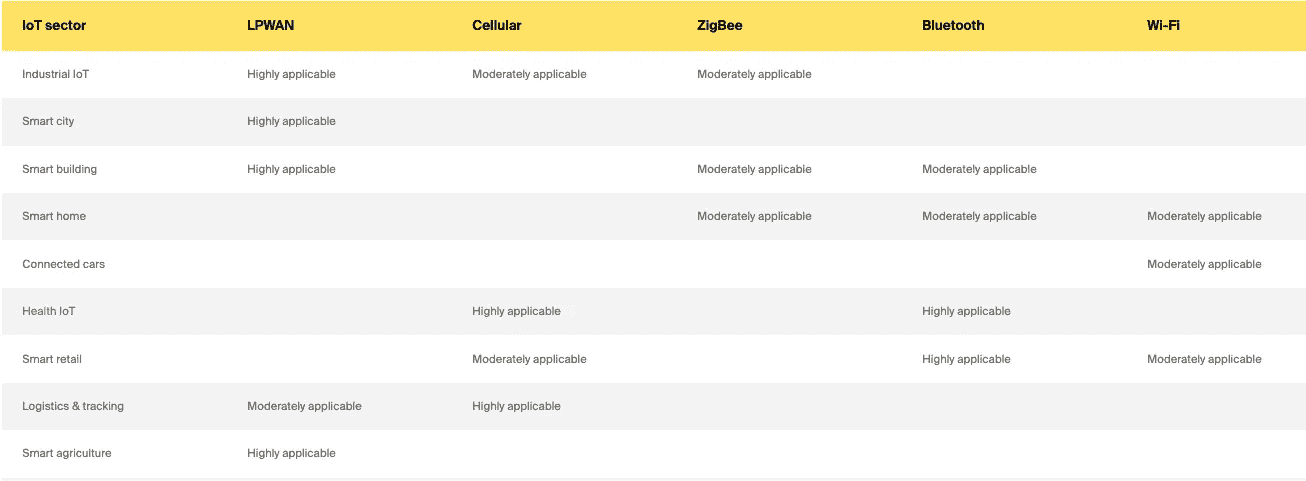 IoT sector LPWAN Cellular ZigBee Bluetooth Wi-Fi
Industrial IoT Highly applicable Moderately applicable Moderately applicable
Smart city Highly applicable
Smart building Highly applicable Moderately applicable Moderately applicable
Smart home Moderately applicable Moderately applicable Moderately applicable
Connected cars Moderately applicable
Health IoT Highly applicable Highly applicable
Smart retail Moderately applicable Highly applicable Moderately applicable
Logistics & tracking Moderately applicable Highly applicable
Smart agriculture Highly applicable